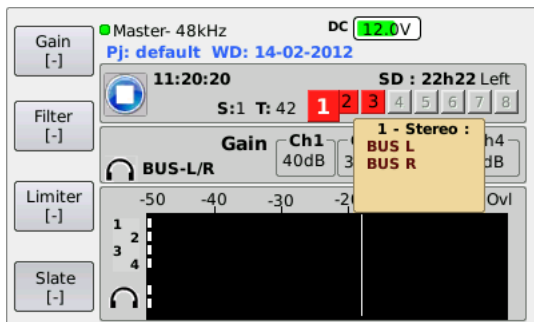 Gain
[-]
Filter
[-]
Limiter
[-]
Slate
[-]
Master- 48kHz
DC 12.0V
Pj: default WD: 14-02-2012
11:20:20
SD : 22h22 Left
S:1 T: 42
1 2 3 4 5 6 7 8
Gain Ch1 h4
40dB 3 dB
BUS-L/R
1 - Stereo :
BUS L
BUS R
-50 -40 -30 -2 Ovl
1
2
3
4